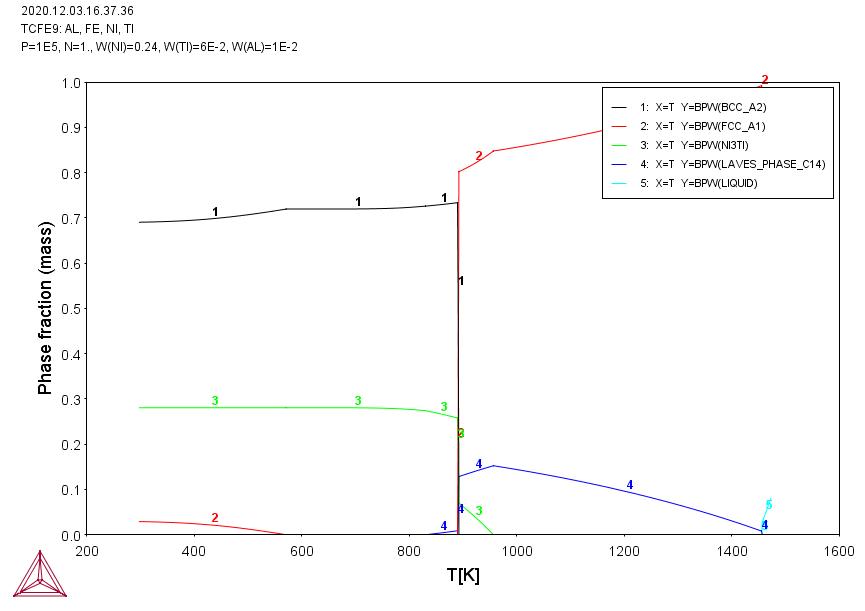 2020.12.03.16.37.36
TCFE9: AL, FE, NI, TI
P=1E5, N=1., W(NI)=0.24, W(TI)=6E-2, W(AL)=1E-2
1: X=T Y=BPW(BCC_A2)
2: X=T Y=BPW(FCC_A1)
3: X=T Y=BPW(NI3TI)
4: X=T Y=BPW(LAVES_PHASE_C14)
5: X=T Y=BPW(LIQUID)
Phase fraction (mass)
1.0
0.9
0.8
0.7
0.6
0.5
0.4
0.3
0.2
0.1
0.0
2
2
1 1 1
1
3 3 3
2
3
4
4
4
3
5
2
4
4
200 400 600 800 1000 1200 1400 1600
T[K]